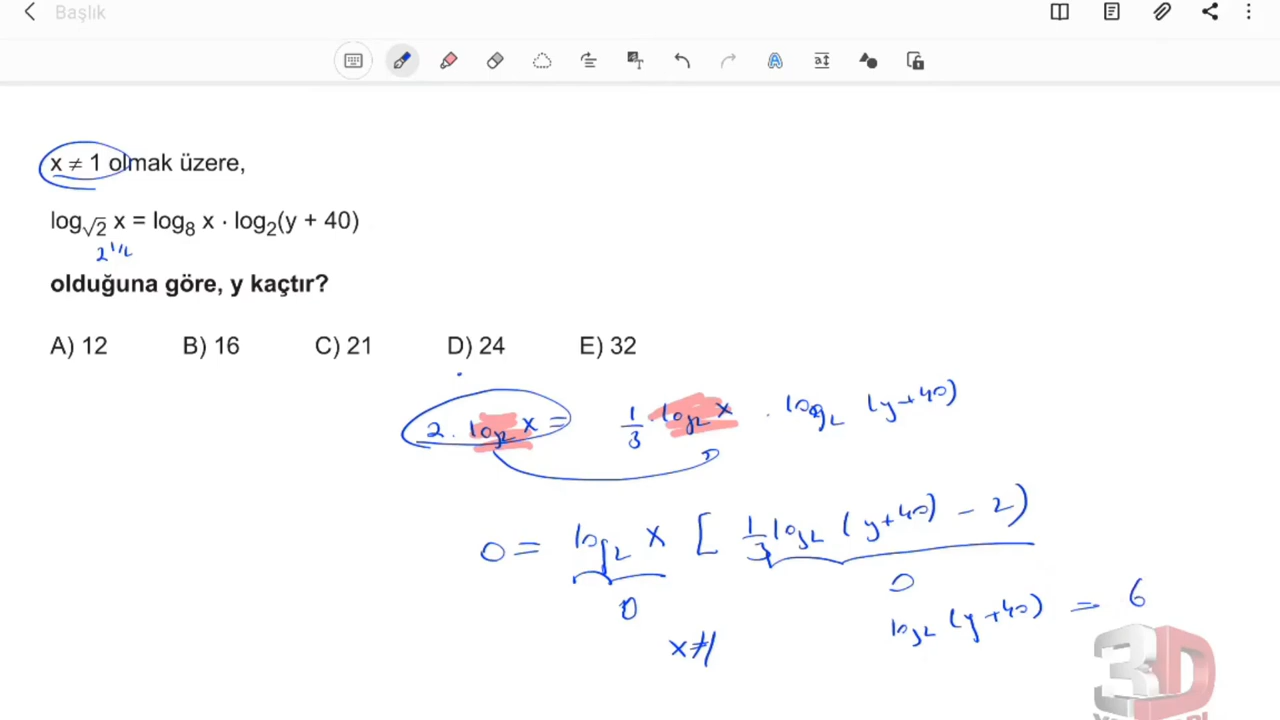 Başlık
x ≠ 1 olmak üzere,
log√2 x = log8 x · log2(y + 40)
2 1/2
olduğuna göre, y kaçtır?
A) 12 B) 16 C) 21 D) 24 E) 32
2 . log2 x = 1/3 . log2 x . log2 (y+40)
0 = log2 x [ 1/3 log2 (y+40) - 2 )
0 0
x≠1 log2 (y+40) = 6
3D